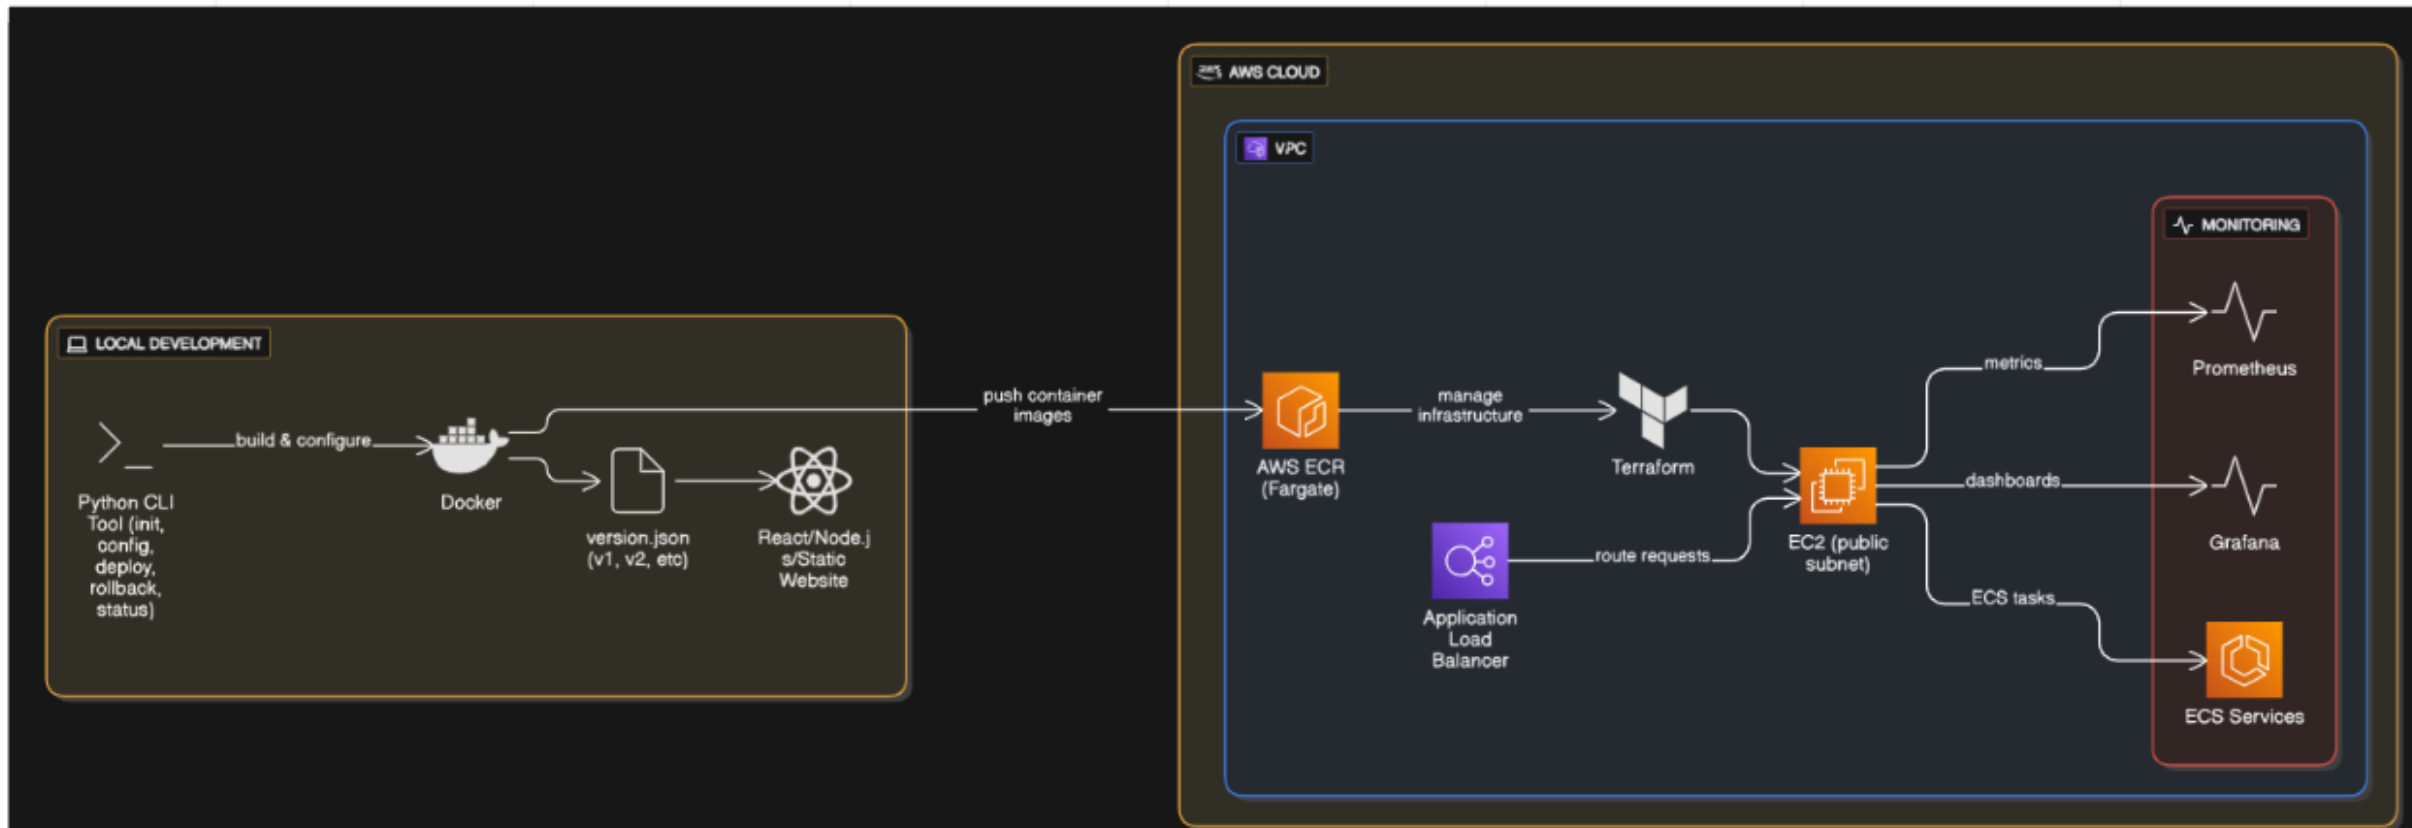 AWS CLOUD
VPC
MONITORING
LOCAL DEVELOPMENT
Python CLI
Tool (init,
config,
deploy,
rollback,
status)
build & configure
Docker
version.json
(v1, v2, etc)
React/Node.j
s/Static
Website
push container
images
AWS ECR
(Fargate)
manage
infrastructure
Terraform
Application
Load
Balancer
route requests
EC2 (public
subnet)
metrics
dashboards
ECS tasks
Prometheus
Grafana
ECS Services